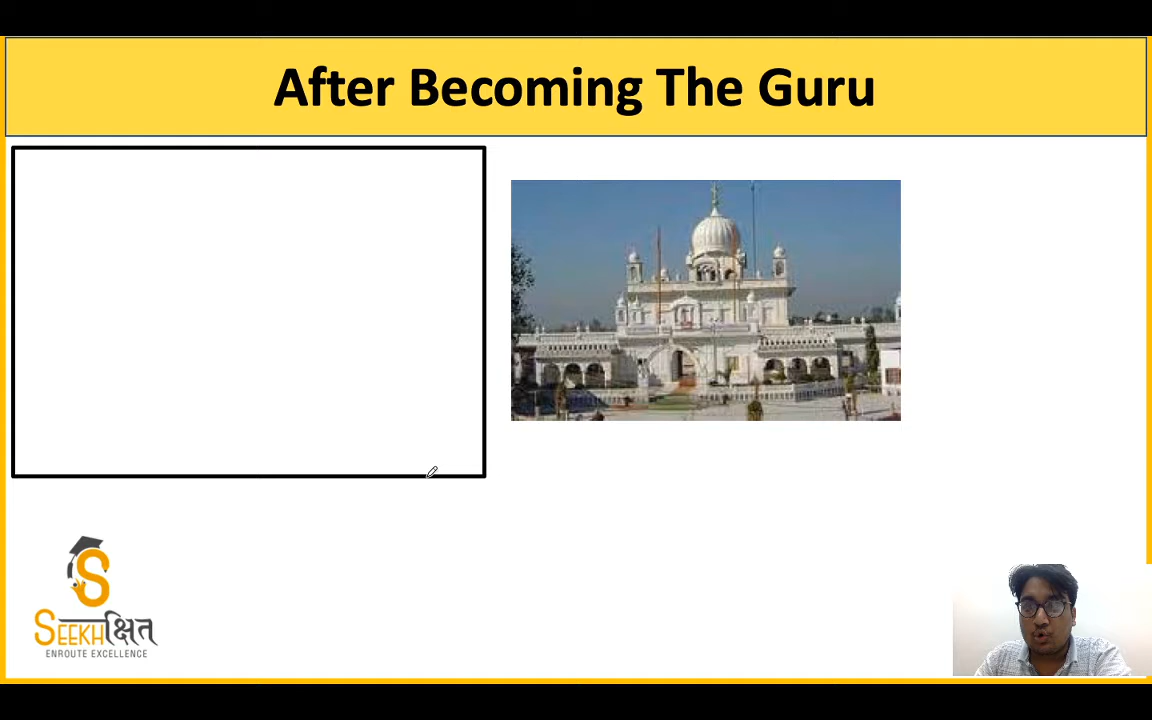 After Becoming The Guru
SEEKHक्षित
ENROUTE EXCELLENCE